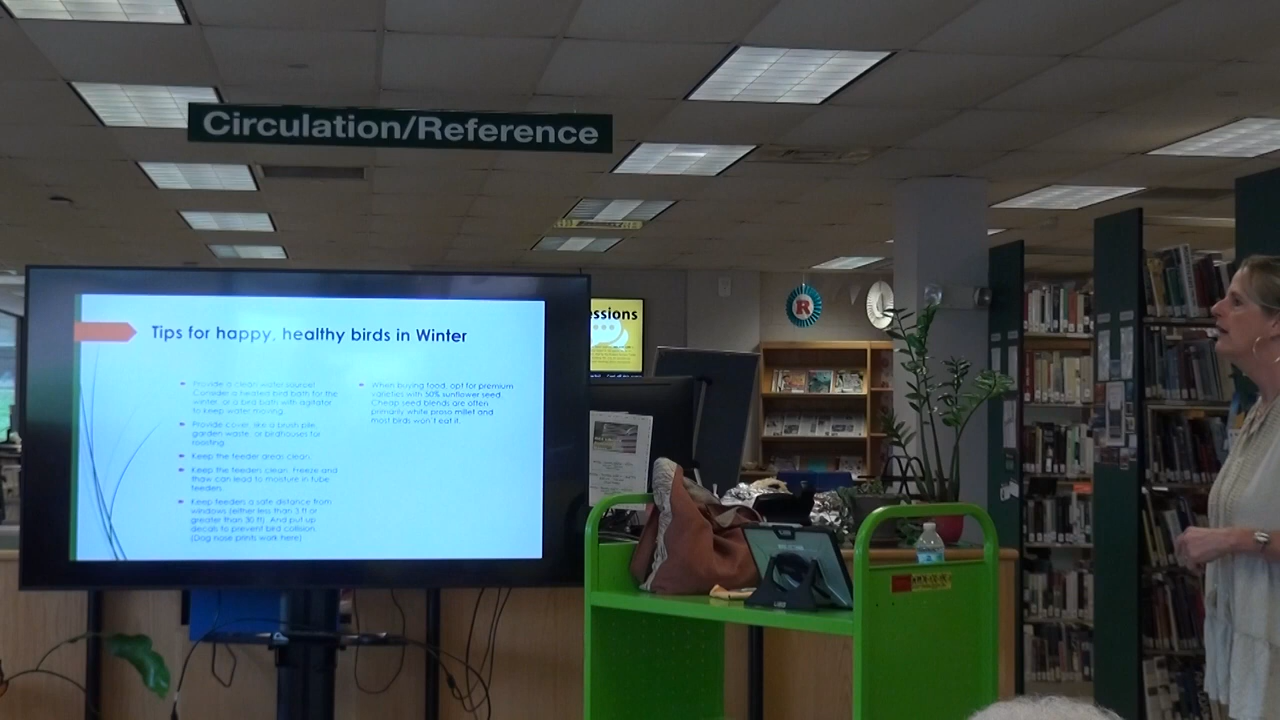 Circulation/Reference
essions
R
Tips for happy, healthy birds in Winter
Provide a clean water source!
Consider a heated bird bath for the
winter, or a bird bath with agitator
to keep water moving.
Provide cover, like a brush pile,
garden waste, or birdhouses for
roosting.
Keep the feeder areas clean.
Keep the feeders clean. Freeze and
thaw can lead to moisture in tube
feeders.
Keep feeders a safe distance from
windows (either less than 3 ft or
greater than 30 ft). And put up
decals to prevent bird collision.
(Dog nose prints work here)
When buying food, opt for premium
varieties with 50% sunflower seed.
Cheap seed blends are often
primarily white proso millet and
most birds won't eat it.